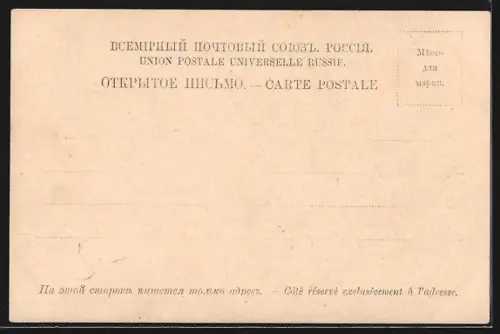 ВСЕМІРНЫЙ ПОЧТОВЫЙ СОЮЗЪ. РОССІЯ.
UNION POSTALE UNIVERSELLE RUSSIE.
ОТКРЫТОЕ ПИСЬМО. — CARTE POSTALE
Мѣсто
для
марки.
На этой сторонѣ пишется только адресъ. — Côté réservé exclusivement à l'adresse.